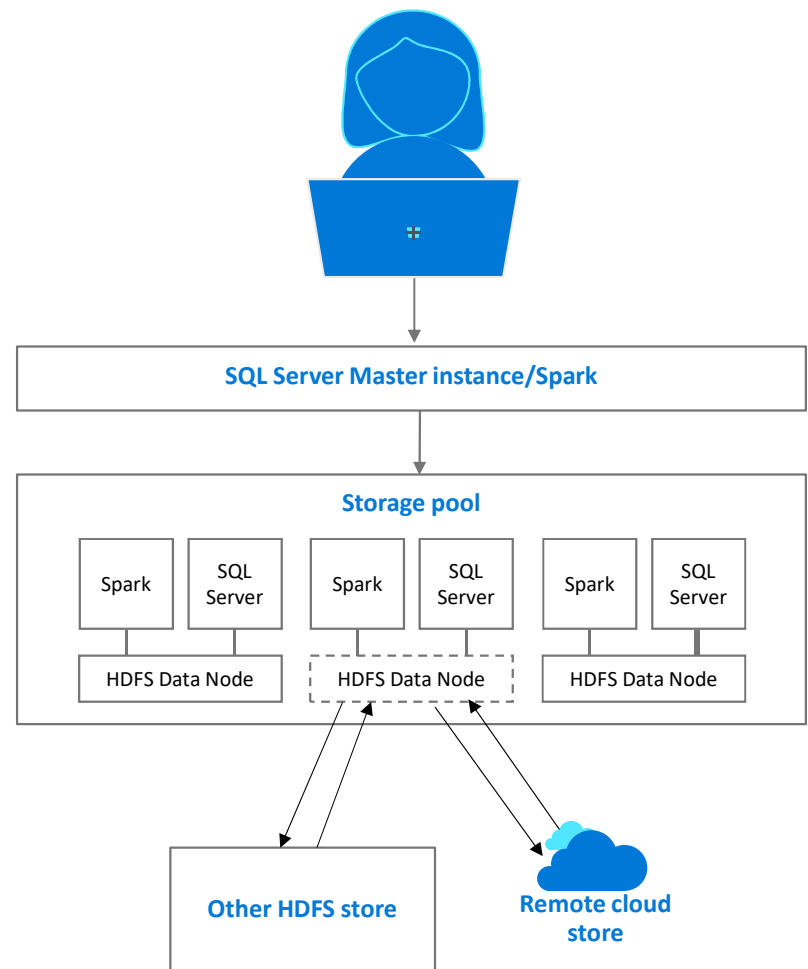 SQL Server Master instance/Spark
Storage pool
Spark
SQL
Server
Spark
SQL
Server
Spark
SQL
Server
HDFS Data Node
HDFS Data Node
HDFS Data Node
Other HDFS store
Remote cloud
store